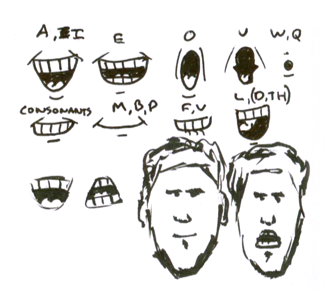 A, I E O U W,Q
CONSONANTS M,B,P F,V L,(D,TH)